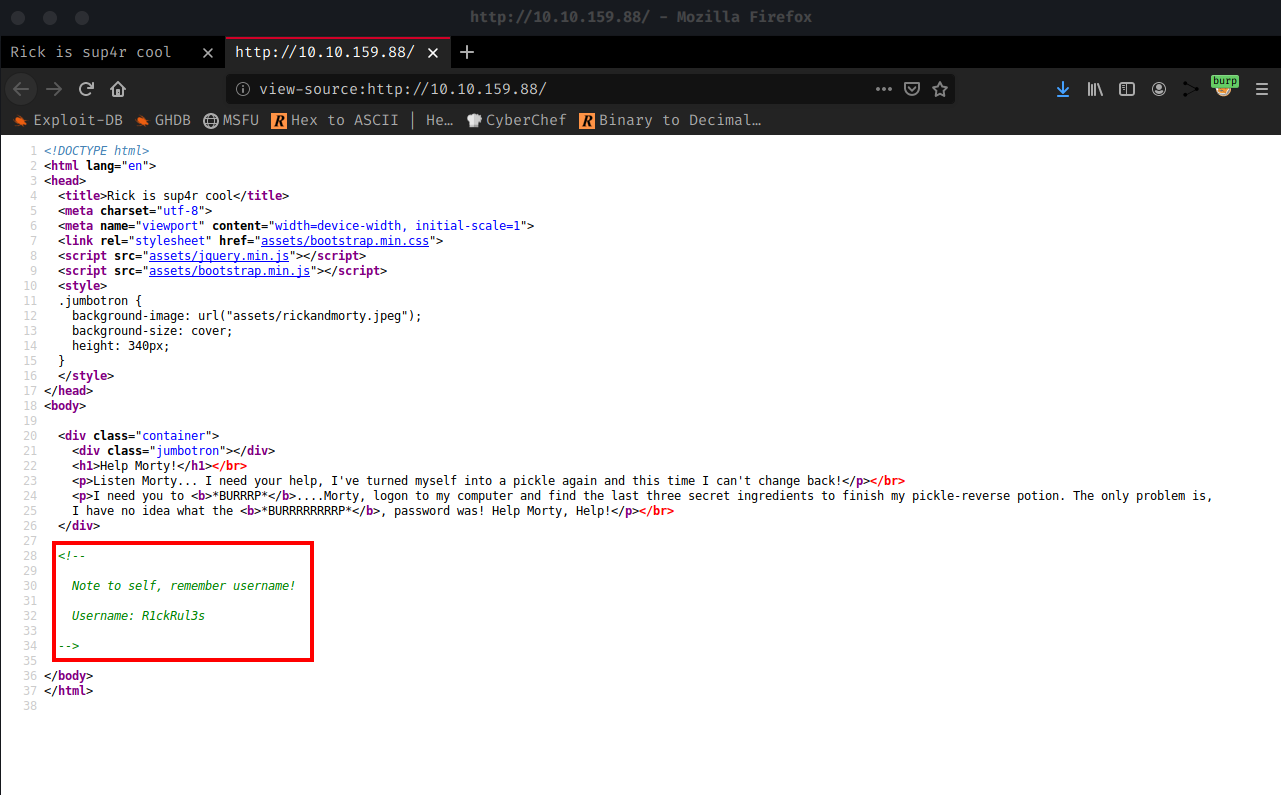 http://10.10.159.88/ - Mozilla Firefox
Rick is sup4r cool × http://10.10.159.88/ × +
view-source:http://10.10.159.88/ burp
Exploit-DB GHDB MSFU Hex to ASCII | He… CyberChef Binary to Decimal…
1 <!DOCTYPE html>
2 <html lang="en">
3 <head>
4 <title>Rick is sup4r cool</title>
5 <meta charset="utf-8">
6 <meta name="viewport" content="width=device-width, initial-scale=1">
7 <link rel="stylesheet" href="assets/bootstrap.min.css">
8 <script src="assets/jquery.min.js"></script>
9 <script src="assets/bootstrap.min.js"></script>
10 <style>
11 .jumbotron {
12 background-image: url("assets/rickandmorty.jpeg");
13 background-size: cover;
14 height: 340px;
15 }
16 </style>
17 </head>
18 <body>
19
20 <div class="container">
21 <div class="jumbotron"></div>
22 <h1>Help Morty!</h1></br>
23 <p>Listen Morty... I need your help, I've turned myself into a pickle again and this time I can't change back!</p></br>
24 <p>I need you to <b>*BURRRP*</b>....Morty, logon to my computer and find the last three secret ingredients to finish my pickle-reverse potion. The only problem is,
25 I have no idea what the <b>*BURRRRRRRRP*</b>, password was! Help Morty, Help!</p></br>
26 </div>
27
28 <!--
29
30 Note to self, remember username!
31
32 Username: R1ckRul3s
33
34 -->
35
36 </body>
37 </html>
38